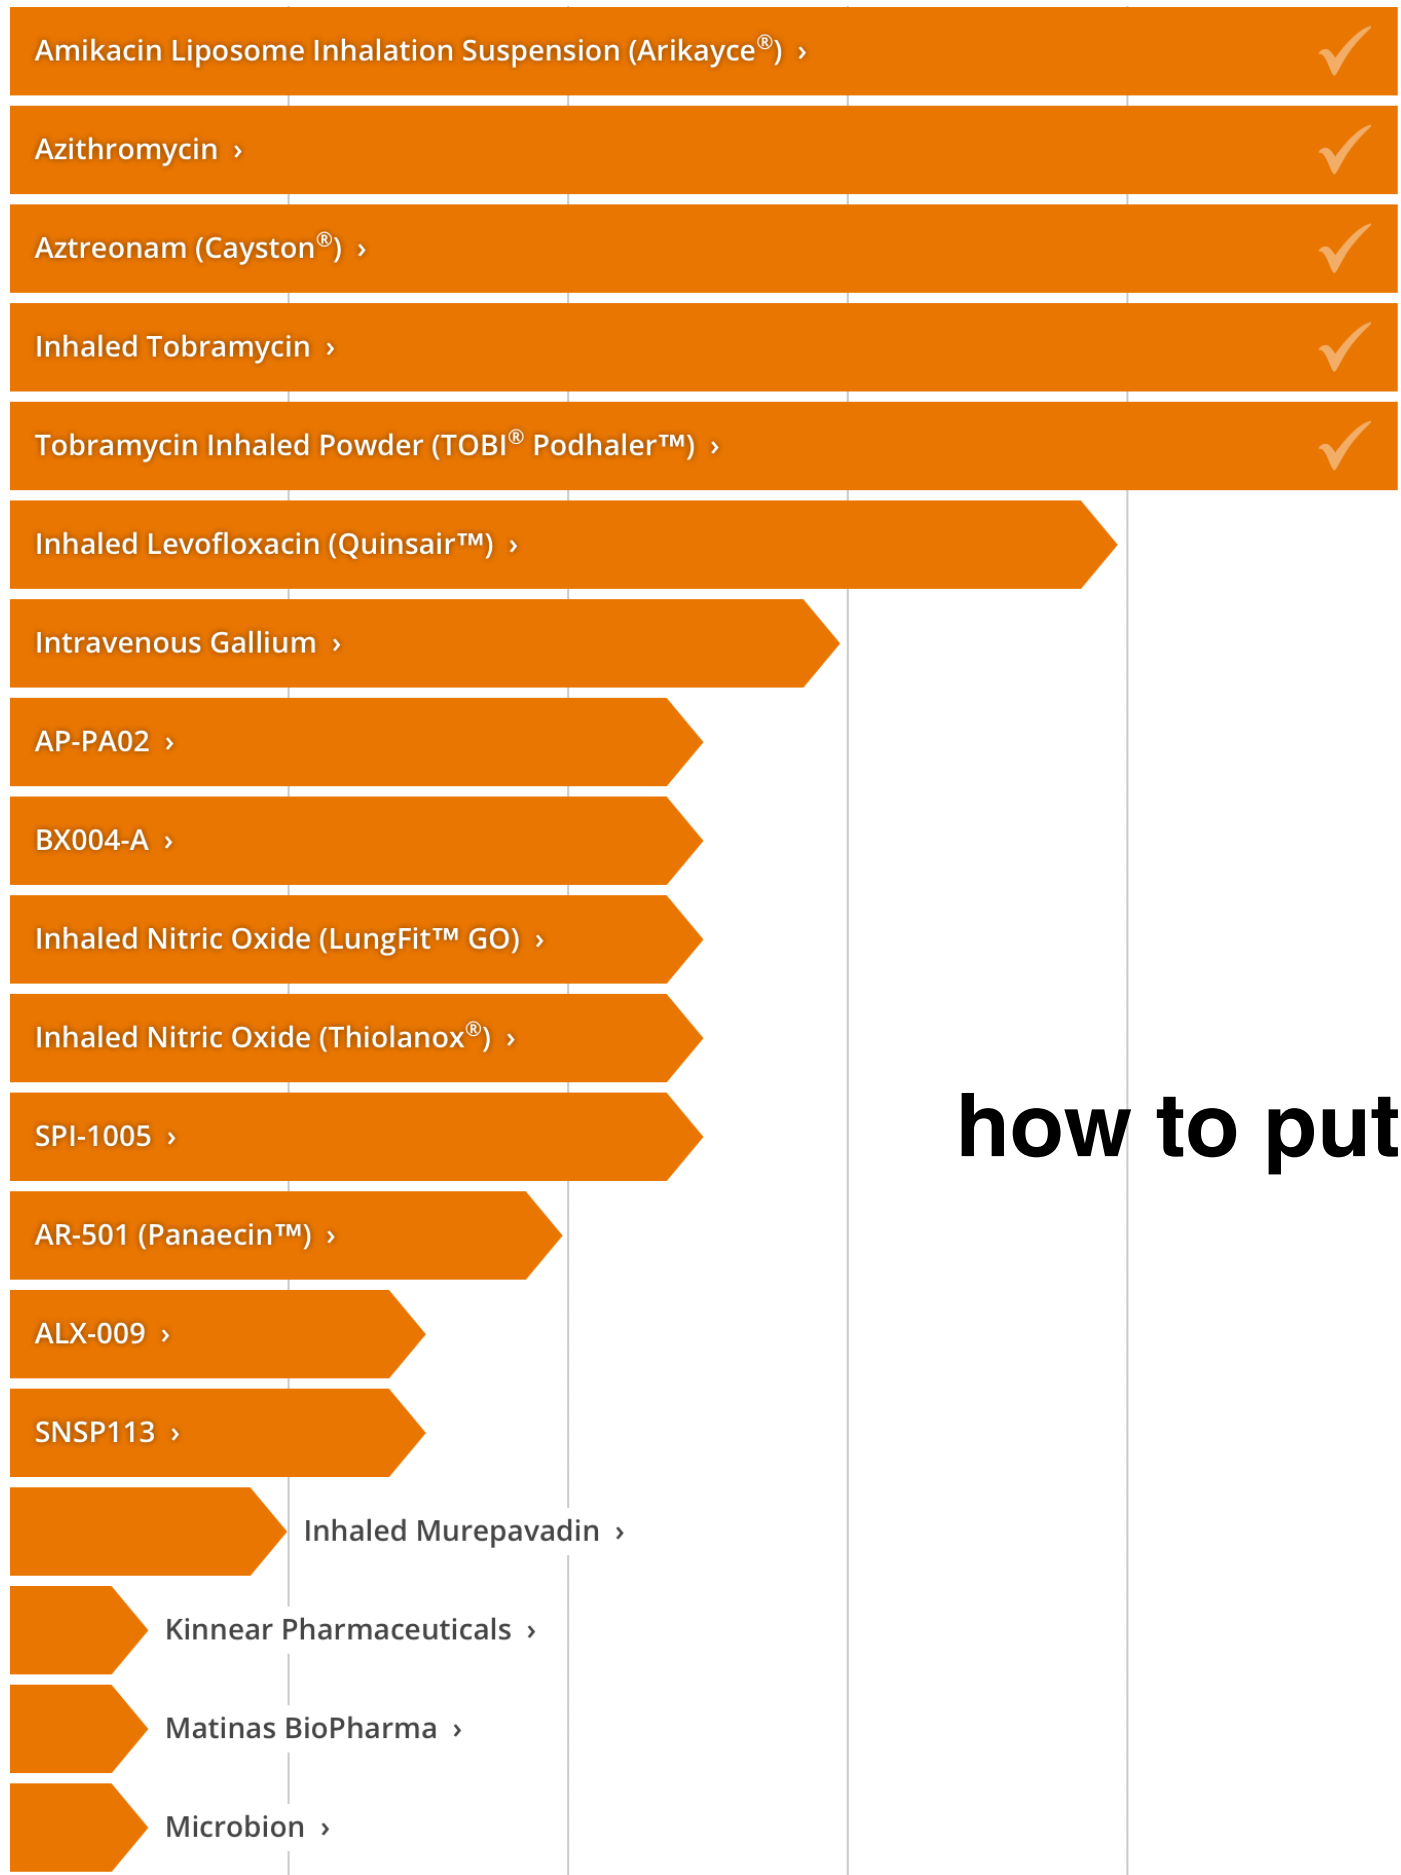 Amikacin Liposome Inhalation Suspension (Arikayce®) ›
Azithromycin ›
Aztreonam (Cayston®) ›
Inhaled Tobramycin ›
Tobramycin Inhaled Powder (TOBI® Podhaler™) ›
Inhaled Levofloxacin (Quinsair™) ›
Intravenous Gallium ›
AP-PA02 ›
BX004-A ›
Inhaled Nitric Oxide (LungFit™ GO) ›
Inhaled Nitric Oxide (Thiolanox®) ›
how to put
SPI-1005 ›
AR-501 (Panaecin™) ›
ALX-009 ›
SNSP113 ›
Inhaled Murepavadin ›
Kinnear Pharmaceuticals ›
Matinas BioPharma ›
Microbion ›